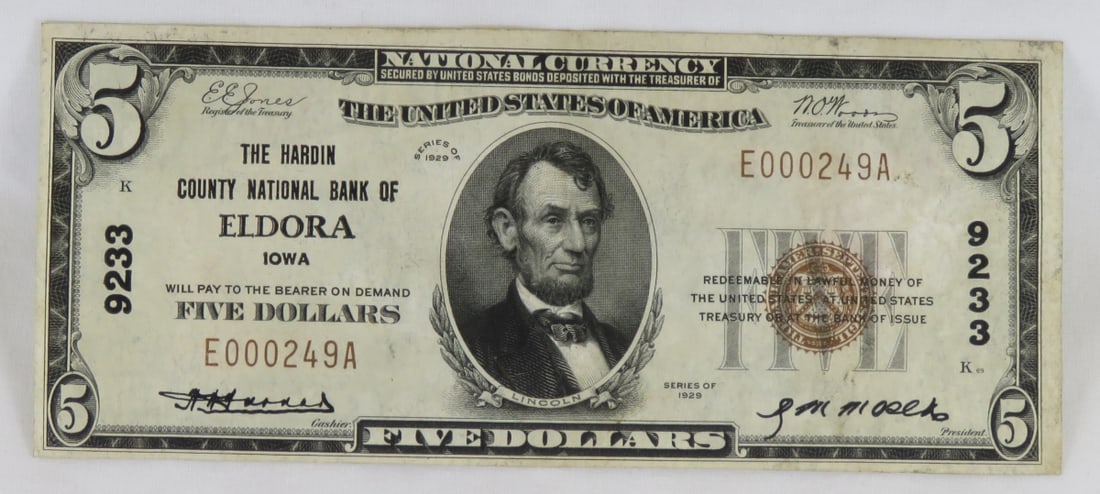 NATIONAL CURRENCY
SECURED BY UNITED STATES BONDS DEPOSITED WITH THE TREASURER OF
THE UNITED STATES OF AMERICA
5
5
E E Jones
Register of the Treasury
W.O. Woods
Treasurer of the United States
SERIES OF
1929
E000249A
THE HARDIN
K
COUNTY NATIONAL BANK OF
ELDORA
IOWA
9233
9233
WILL PAY TO THE BEARER ON DEMAND
FIVE DOLLARS
E000249A
FIVE
REDEEMABLE IN LAWFUL MONEY OF
THE UNITED STATES AT UNITED STATES
TREASURY OR AT THE BANK OF ISSUE
K
SERIES OF
1929
LINCOLN
Cashier.
President.
5
5
FIVE DOLLARS